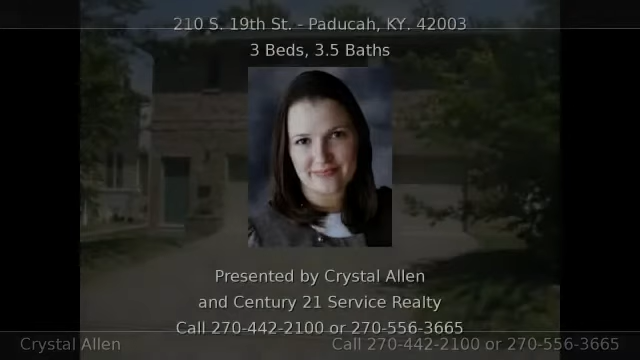 210 S. 19th St. - Paducah, KY. 42003
3 Beds, 3.5 Baths
Presented by Crystal Allen
and Century 21 Service Realty
Call 270-442-2100 or 270-556-3665
Crystal Allen
Call 270-442-2100 or 270-556-3665